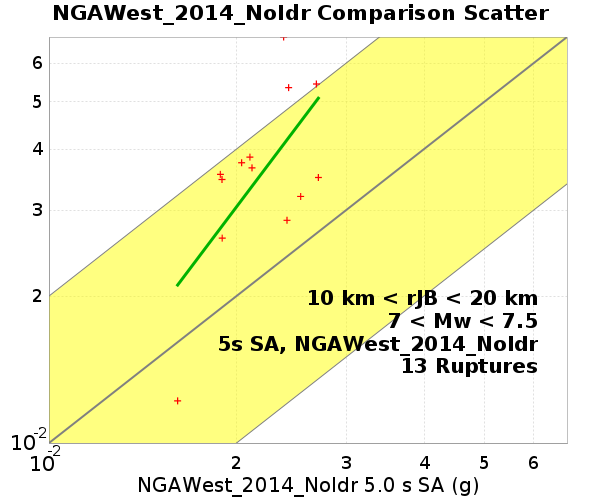 NGAWest_2014_NoIdr Comparison Scatter
6
5
4
3
2
10 km < rJB < 20 km
7 < Mw < 7.5
5s SA, NGAWest_2014_NoIdr
13 Ruptures
10-2
10-2
2
3
4
5
6
NGAWest_2014_NoIdr 5.0 s SA (g)